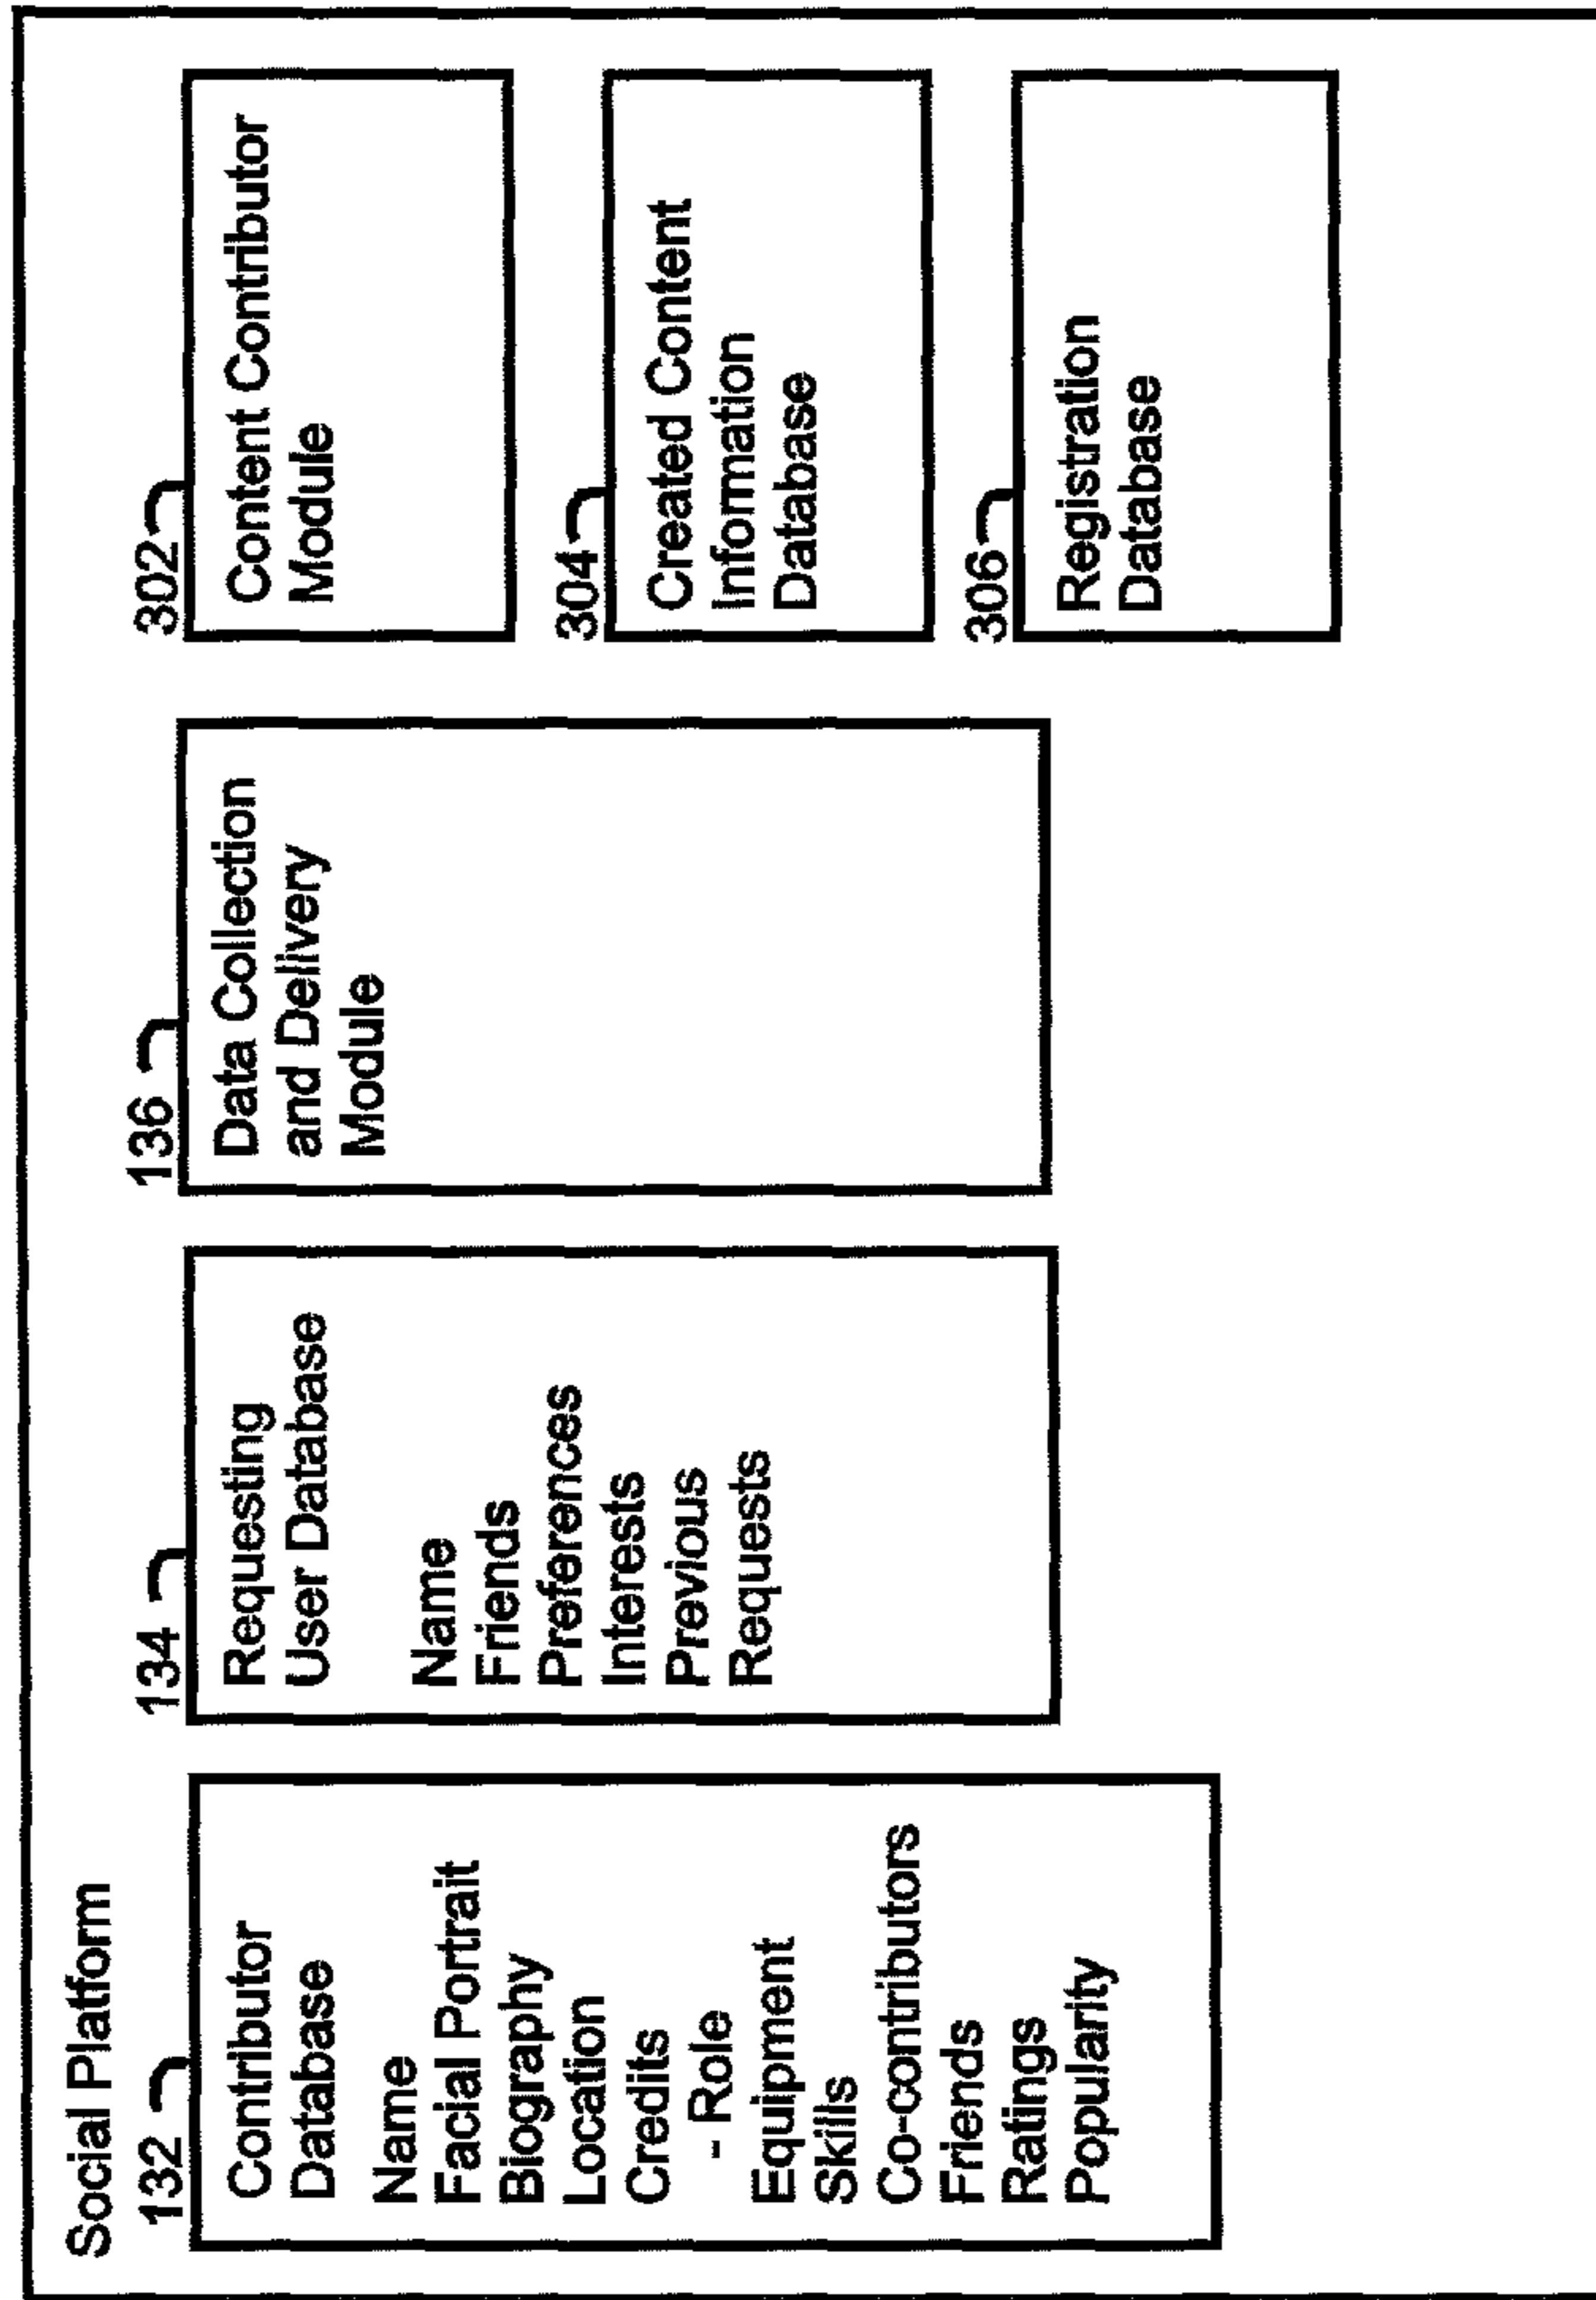 Social Platform
132
Contributor
Database
Name
Facial Portrait
Biography
Location
Credits
- Role
Equipment
Skills
Co-contributors
Friends
Ratings
Popularity
134
Requesting
User Database
Name
Friends
Preferences
Interests
Previous
Requests
136
Data Collection
and Delivery
Module
302
Content Contributor
Module
304
Created Content
Information
Database
306
Registration
Database